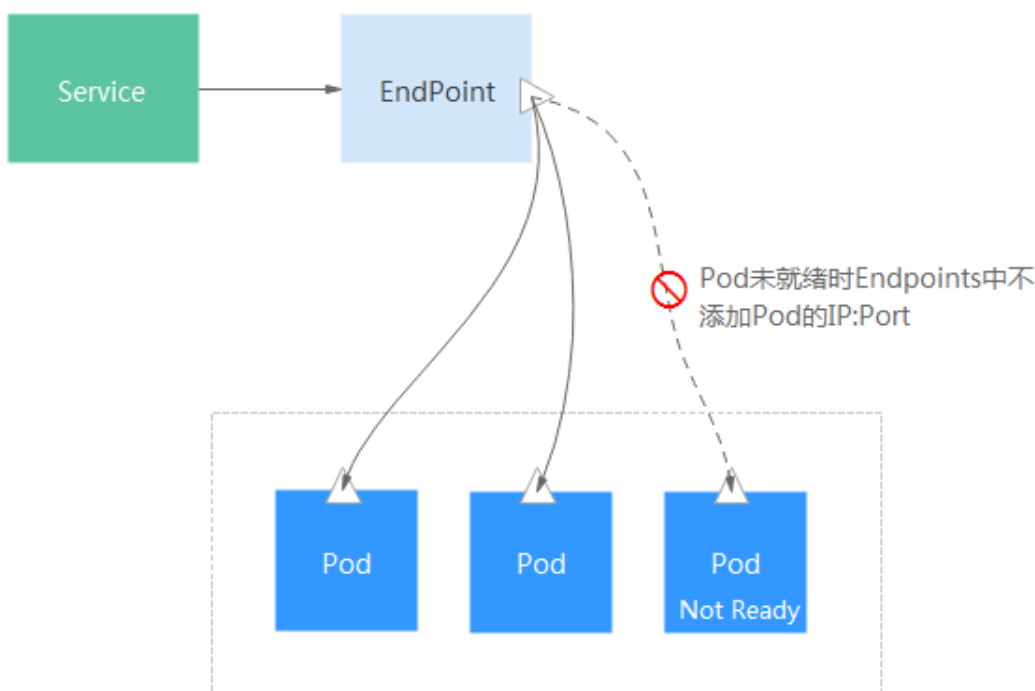 Service
EndPoint
Pod未就绪时Endpoints中不
添加Pod的IP:Port
Pod
Pod
Pod
Not Ready